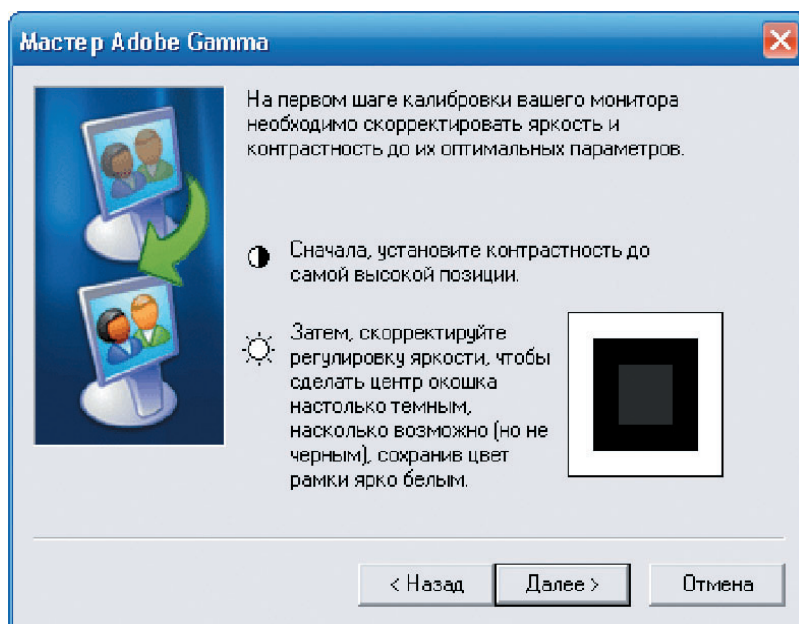 Мастер Adobe Gamma
На первом шаге калибровки вашего монитора
необходимо скорректировать яркость и
контрастность до их оптимальных параметров.
Сначала, установите контрастность до
самой высокой позиции.
Затем, скорректируйте
регулировку яркости, чтобы
сделать центр окошка
настолько темным,
насколько возможно (но не
черным), сохранив цвет
рамки ярко белым.
< Назад
Далее >
Отмена